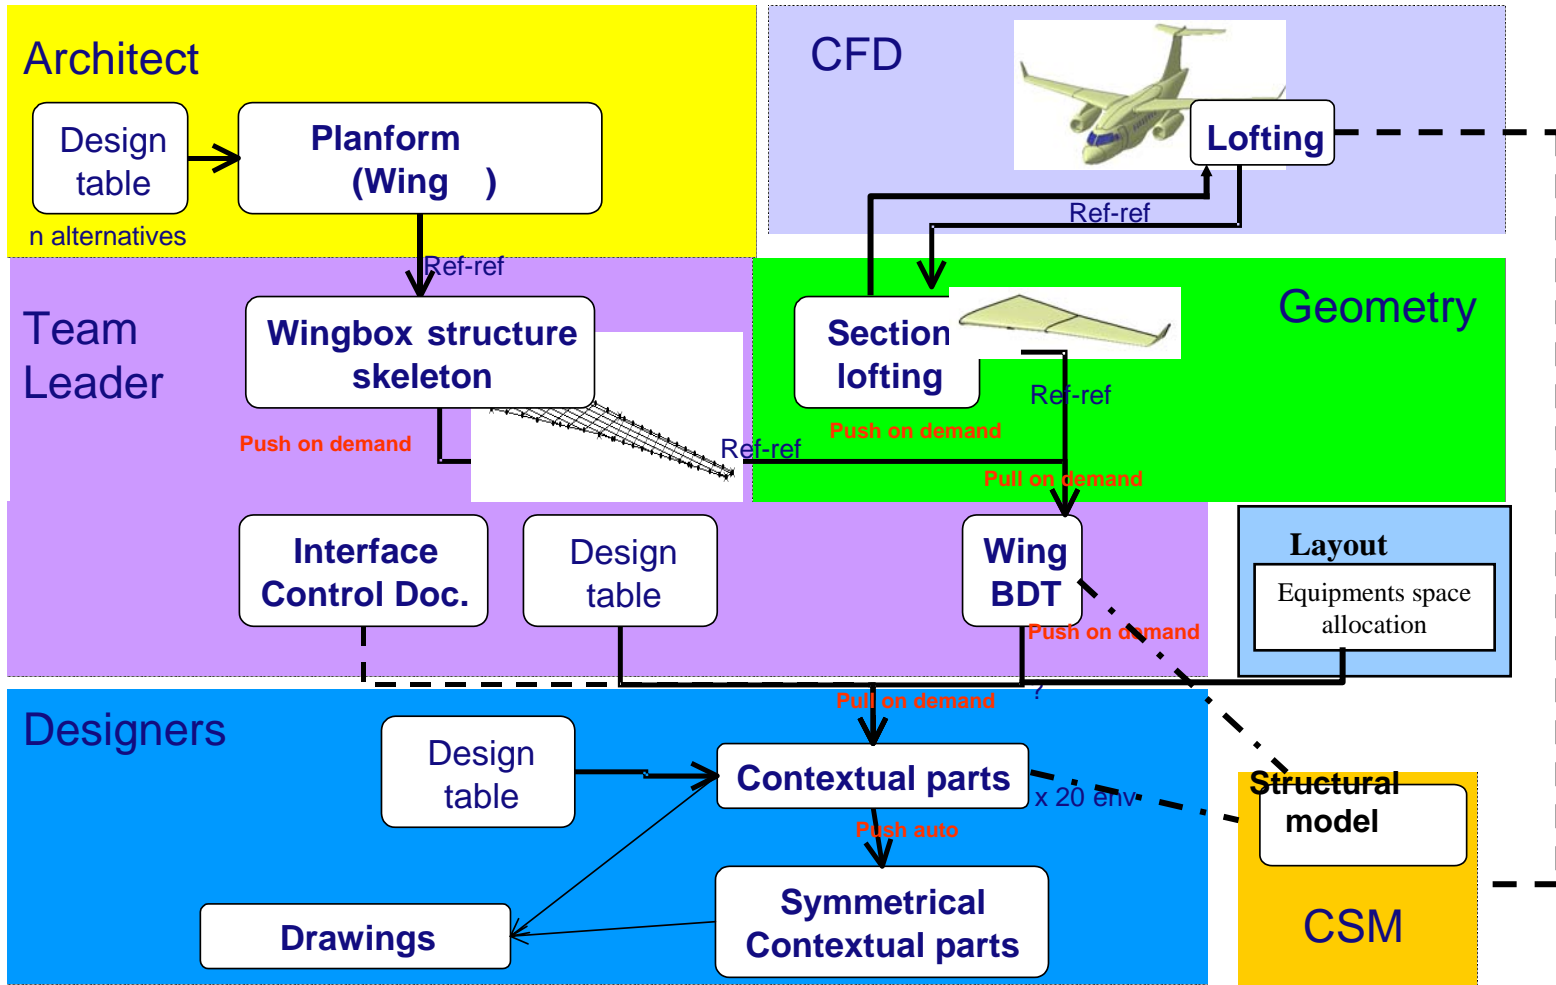 Architect
Design
table
n alternatives
Planform
(Wing )
Ref-ref
CFD
Lofting
Ref-ref
Team
Leader
Wingbox structure
skeleton
Push on demand
Ref-ref
Geometry
Section
lofting
Ref-ref
Push on demand
Pull on demand
Interface
Control Doc.
Design
table
Wing
BDT
Push on demand
Layout
Equipments space
allocation
Pull on demand
?
Designers
Design
table
Contextual parts
x 20 env
Push auto
Symmetrical
Contextual parts
Drawings
Structural
model
CSM